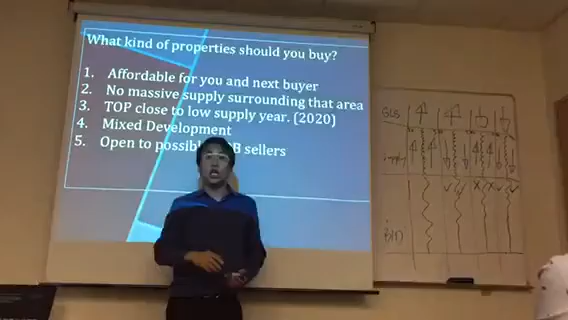 What kind of properties should you buy?
1. Affordable for you and next buyer
2. No massive supply surrounding that area
3. TOP close to low supply year. (2020)
4. Mixed Development
5. Open to sellers